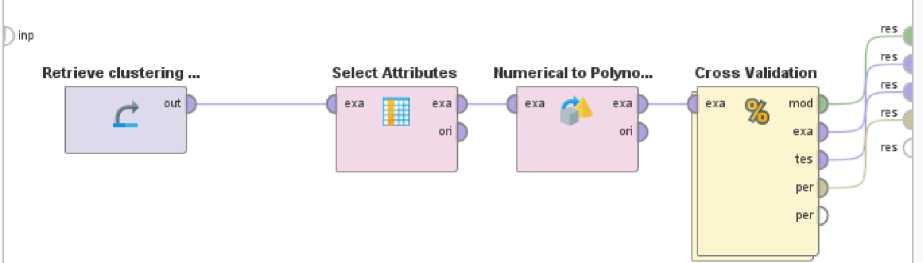 inp
res
res
res
res
res
Retrieve clustering ...
out
Select Attributes
exa
exa
ori
Numerical to Polyno...
exa
exa
ori
Cross Validation
exa
%
mod
exa
tes
per
per